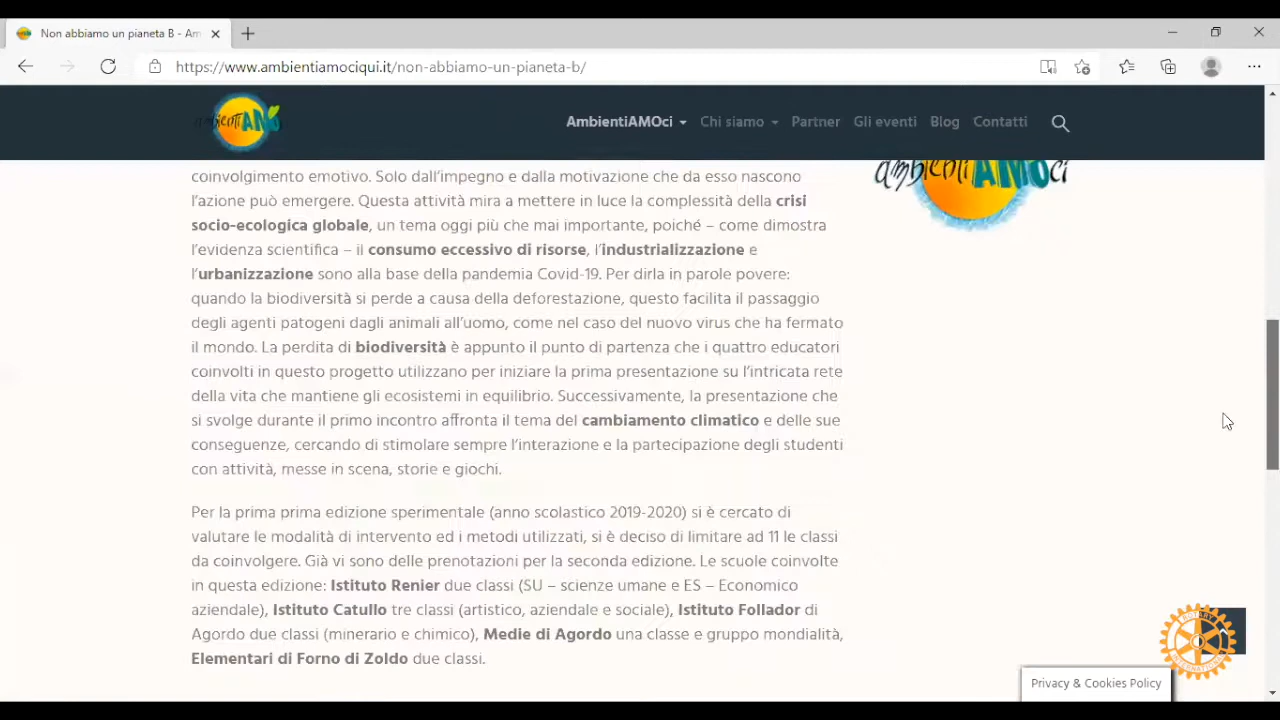 Non abbiamo un pianeta B - Am
https://www.ambientiamociqui.it/non-abbiamo-un-pianeta-b/
ambientiAMOci
AmbientiAMOci Chi siamo Partner Gli eventi Blog Contatti
ambientiAMOci
coinvolgimento emotivo. Solo dall'impegno e dalla motivazione che da esso nascono
l'azione può emergere. Questa attività mira a mettere in luce la complessità della crisi
socio-ecologica globale, un tema oggi più che mai importante, poiché – come dimostra
l'evidenza scientifica – il consumo eccessivo di risorse, l'industrializzazione e
l'urbanizzazione sono alla base della pandemia Covid-19. Per dirla in parole povere:
quando la biodiversità si perde a causa della deforestazione, questo facilita il passaggio
degli agenti patogeni dagli animali all'uomo, come nel caso del nuovo virus che ha fermato
il mondo. La perdita di biodiversità è appunto il punto di partenza che i quattro educatori
coinvolti in questo progetto utilizzano per iniziare la prima presentazione su l'intricata rete
della vita che mantiene gli ecosistemi in equilibrio. Successivamente, la presentazione che
si svolge durante il primo incontro affronta il tema del cambiamento climatico e delle sue
conseguenze, cercando di stimolare sempre l'interazione e la partecipazione degli studenti
con attività, messe in scena, storie e giochi.
Per la prima prima edizione sperimentale (anno scolastico 2019-2020) si è cercato di
valutare le modalità di intervento ed i metodi utilizzati, si è deciso di limitare ad 11 le classi
da coinvolgere. Già vi sono delle prenotazioni per la seconda edizione. Le scuole coinvolte
in questa edizione: Istituto Renier due classi (SU – scienze umane e ES – Economico
aziendale), Istituto Catullo tre classi (artistico, aziendale e sociale), Istituto Follador di
Agordo due classi (minerario e chimico), Medie di Agordo una classe e gruppo mondialità,
Elementari di Forno di Zoldo due classi.
ROTARY
INTERNATIONAL
Privacy & Cookies Policy